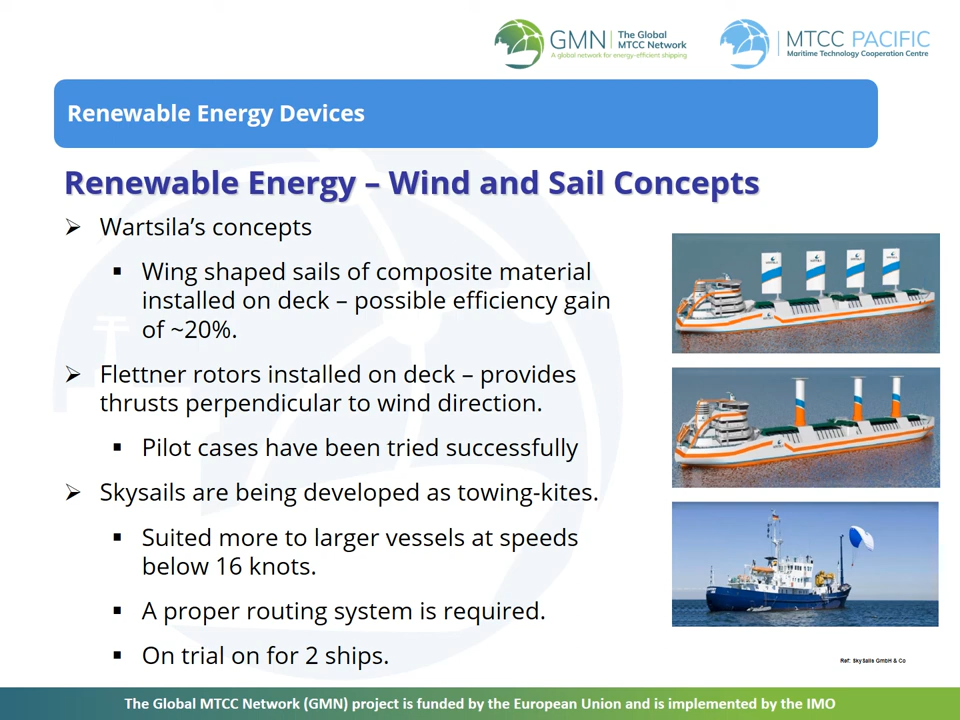 GMN The Global
MTCC Network
A global network for energy-efficient shipping
MTCC PACIFIC
Maritime Technology Cooperation Centre
Renewable Energy Devices
Renewable Energy – Wind and Sail Concepts
➢ Wartsila’s concepts
▪ Wing shaped sails of composite material
installed on deck – possible efficiency gain
of ~20%.
➢ Flettner rotors installed on deck – provides
thrusts perpendicular to wind direction.
▪ Pilot cases have been tried successfully
➢ Skysails are being developed as towing-kites.
▪ Suited more to larger vessels at speeds
below 16 knots.
▪ A proper routing system is required.
▪ On trial on for 2 ships.
Ref: SkySails GmBH & Co
The Global MTCC Network (GMN) project is funded by the European Union and is implemented by the IMO